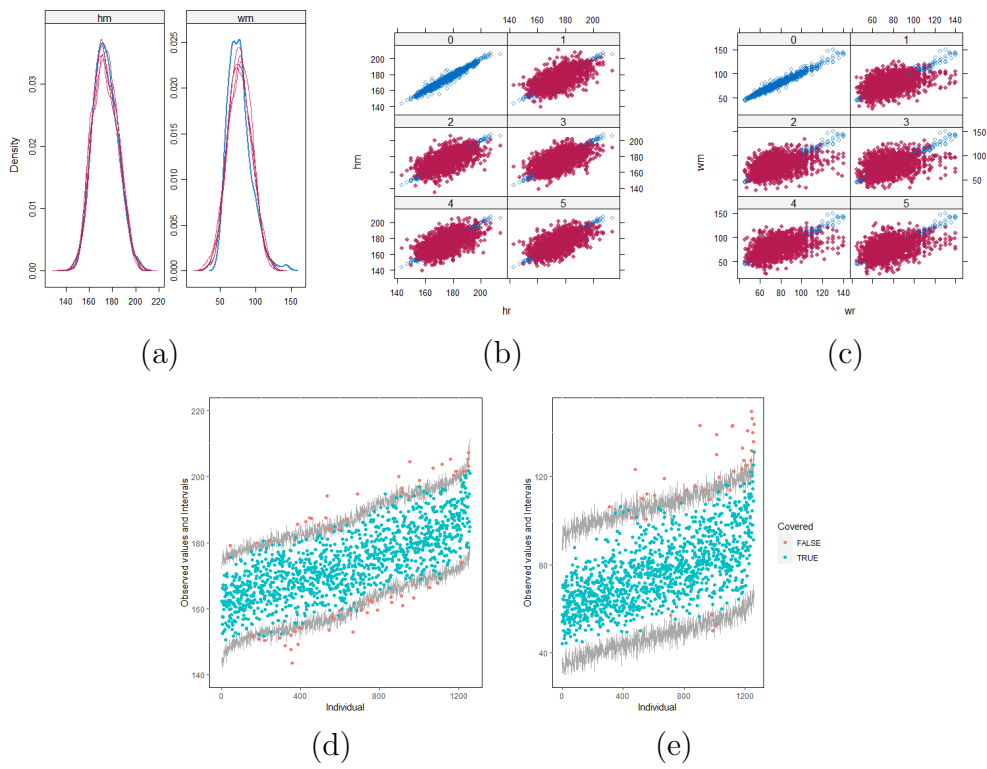 hm
wm
Density
0.00
0.01
0.02
0.03
140 160 180 200 220
0.000
0.005
0.010
0.015
0.020
0.025
50 100 150
(a)
140 160 180 200
0 1
2 3
4 5
hm
140
160
180
200
140
160
180
200
140
160
180
200
140 160 180 200
hr
(b)
60 80 100 120 140
0 1
2 3
4 5
wm
50
100
150
50
100
150
50
100
150
60 80 100 120 140
wr
(c)
Observed values and Intervals
220
200
180
160
140
0 400 800 1200
Individual
(d)
Observed values and Intervals
120
80
40
0 400 800 1200
Individual
(e)
Covered
FALSE
TRUE